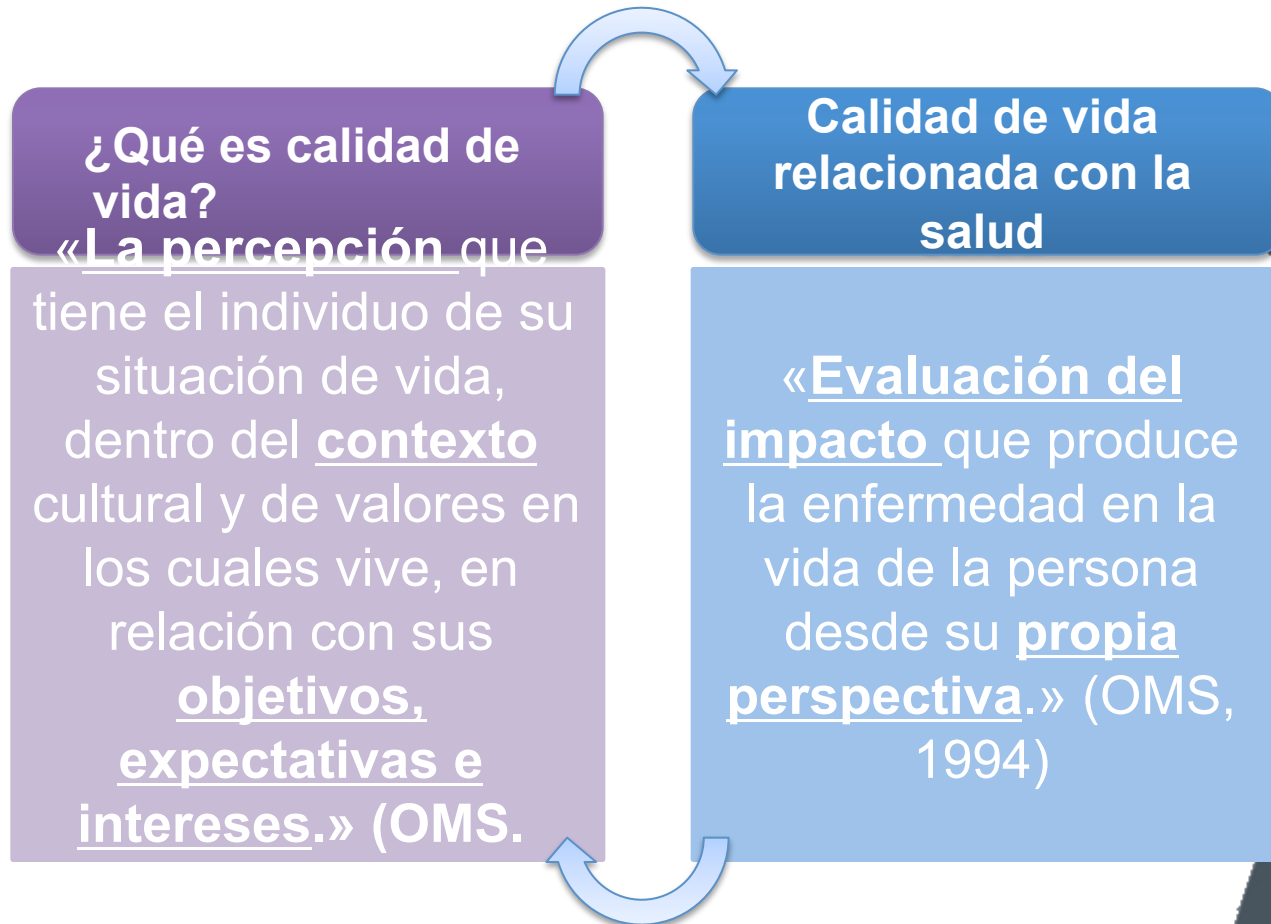 ¿Qué es calidad de
vida?
«La percepción que
tiene el individuo de su
situación de vida,
dentro del contexto
cultural y de valores en
los cuales vive, en
relación con sus
objetivos,
expectativas e
intereses.» (OMS.
Calidad de vida
relacionada con la
salud
«Evaluación del
impacto que produce
la enfermedad en la
vida de la persona
desde su propia
perspectiva.» (OMS,
1994)